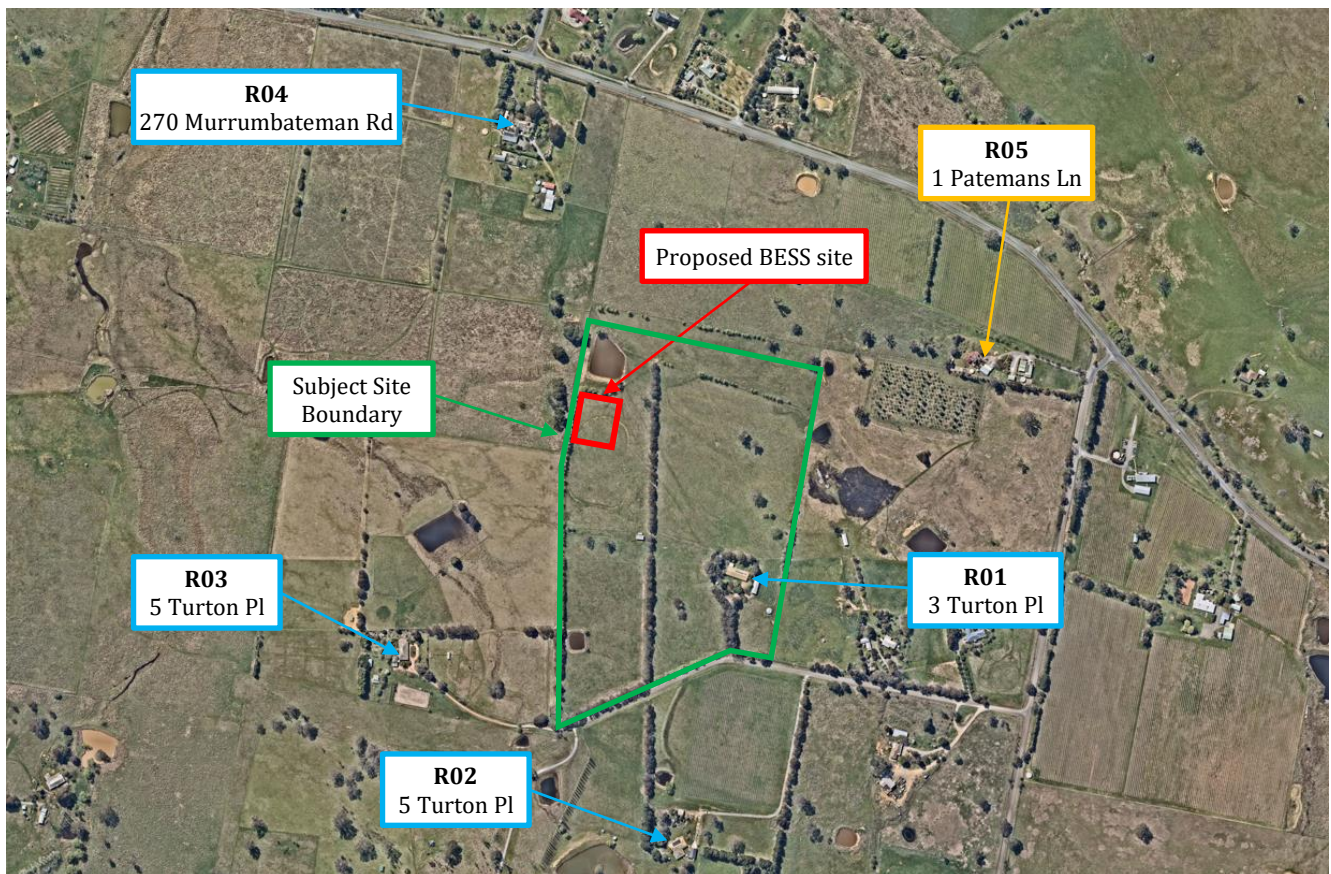 R04
270 Murrumbateman Rd
R05
1 Patemans Ln
Proposed BESS site
Subject Site
Boundary
R03
5 Turton Pl
R01
3 Turton Pl
R02
5 Turton Pl